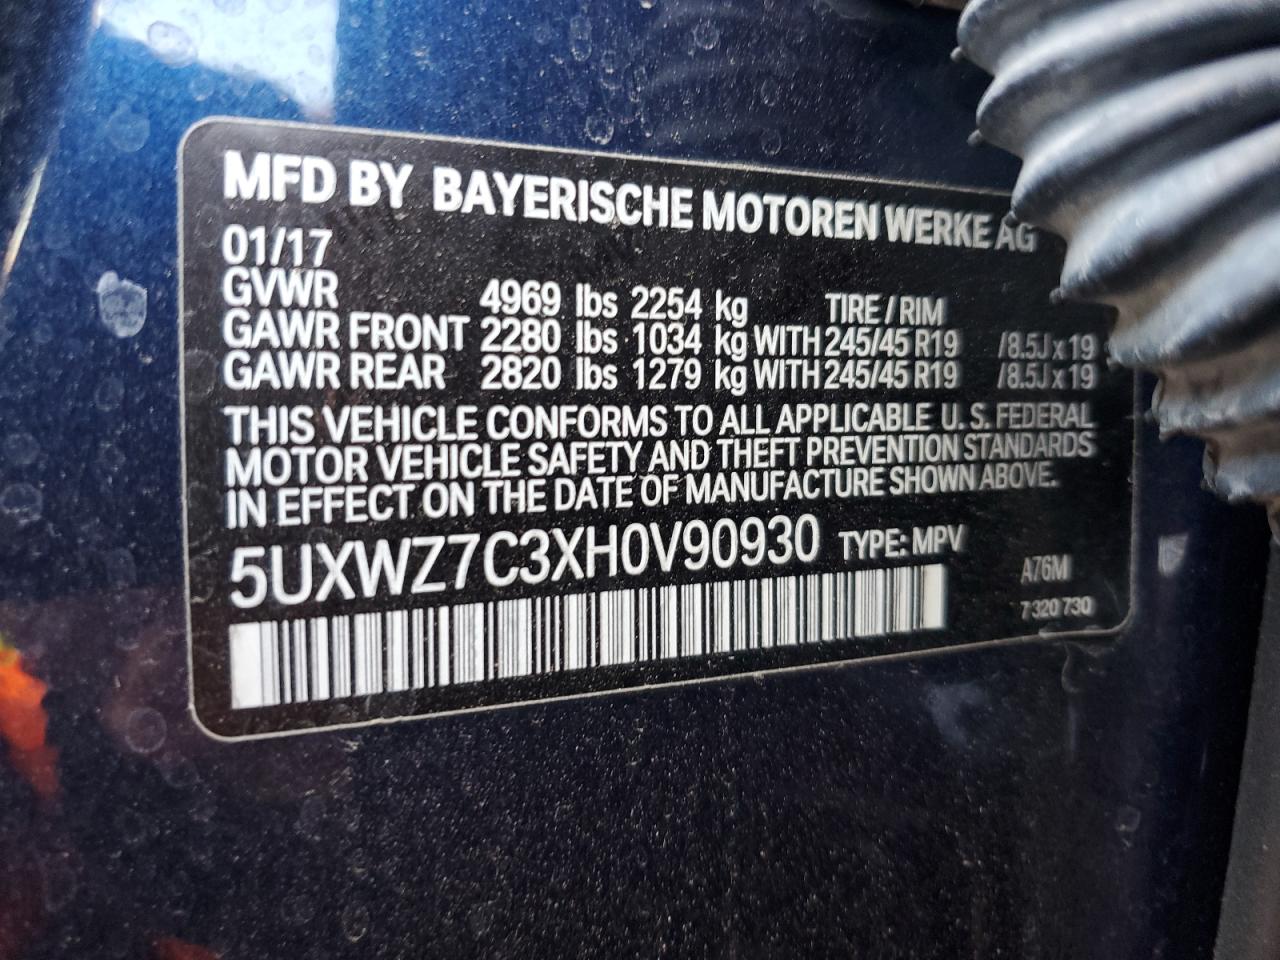 MFD BY BAYERISCHE MOTOREN WERKE AG
01/17
GVWR 4969 lbs 2254 kg TIRE / RIM
GAWR FRONT 2280 lbs 1034 kg WITH 245/45 R19 /8.5J x 19
GAWR REAR 2820 lbs 1279 kg WITH 245/45 R19 /8.5J x 19
THIS VEHICLE CONFORMS TO ALL APPLICABLE U.S. FEDERAL
MOTOR VEHICLE SAFETY AND THEFT PREVENTION STANDARDS
IN EFFECT ON THE DATE OF MANUFACTURE SHOWN ABOVE.
5UXWZ7C3XH0V90930 TYPE: MPV
A76M
7 320 730